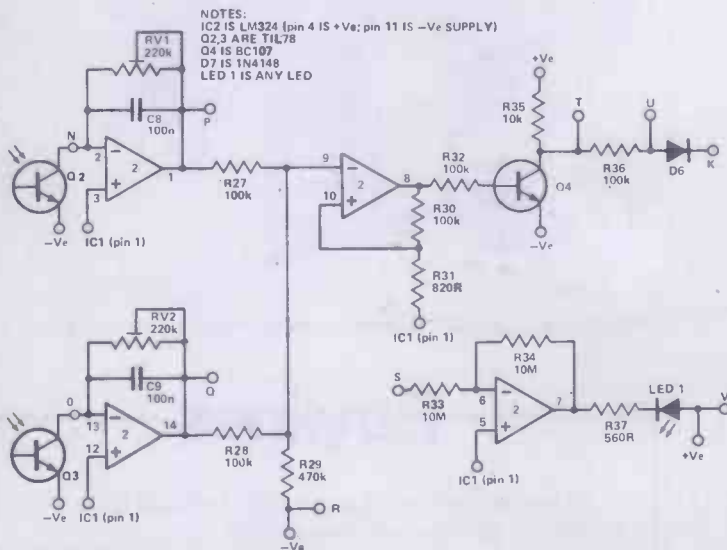 NOTES:
IC2 IS LM324 (pin 4 IS +Ve; pin 11 IS −Ve SUPPLY)
Q2,3 ARE TIL78
Q4 IS BC107
D7 IS 1N4148
LED 1 IS ANY LED
RV1
220k
C8
100n
N
P
2
−
2
1
+
3
Q2
−Ve
IC1 (pin 1)
R27
100k
9
−
8
2
10
+
R32
100k
R30
100k
R31
820R
IC1 (pin 1)
+Ve
R35
10k
T
U
Q4
R36
100k
D6
K
−Ve
RV2
220k
C9
100n
O
Q
13
−
14
2
12
+
Q3
−Ve
IC1 (pin 1)
R28
100k
R29
470k
R
−Ve
R34
10M
S
R33
10M
6
−
7
2
5
+
IC1 (pin 1)
R37
560R
LED 1
V
+Ve